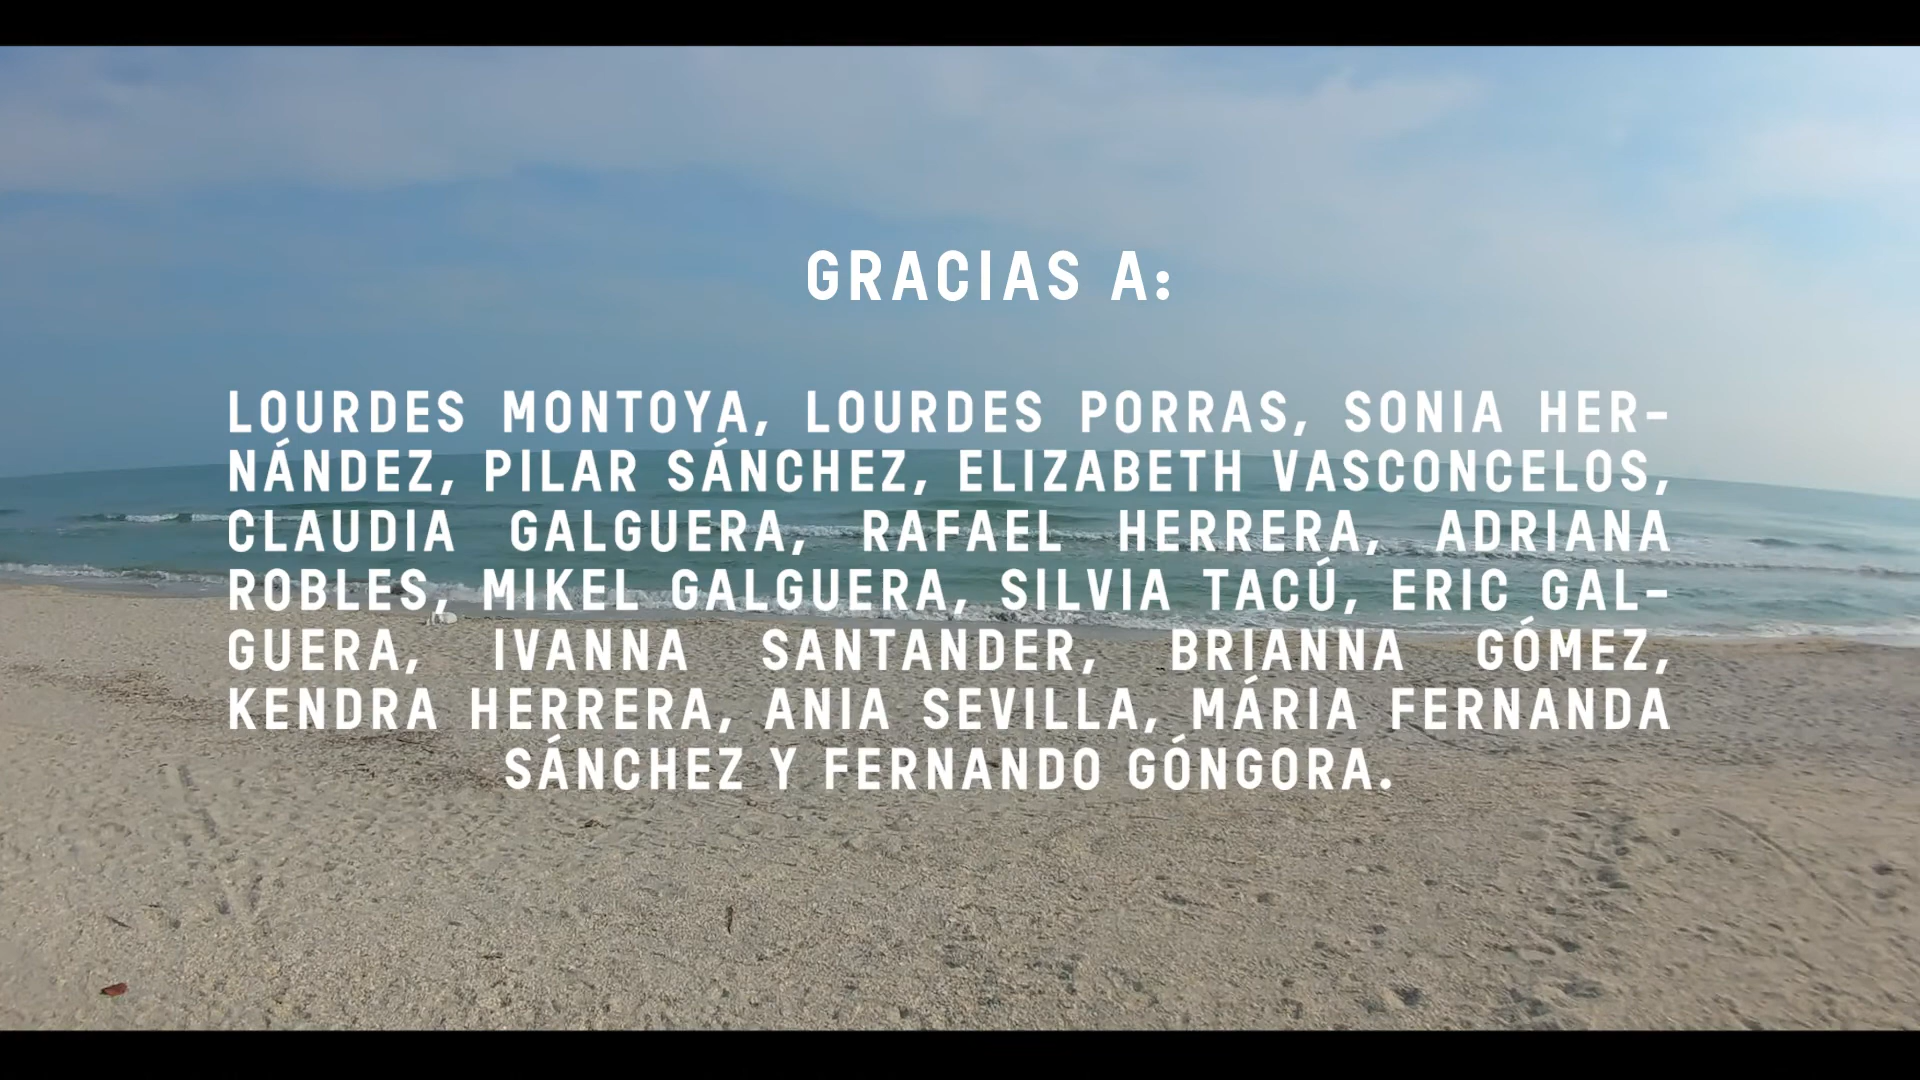 GRACIAS A:
LOURDES MONTOYA, LOURDES PORRAS, SONIA HER-
NÁNDEZ, PILAR SÁNCHEZ, ELIZABETH VASCONCELOS,
CLAUDIA GALGUERA, RAFAEL HERRERA, ADRIANA
ROBLES, MIKEL GALGUERA, SILVIA TACÚ, ERIC GAL-
GUERA, IVANNA SANTANDER, BRIANNA GÓMEZ,
KENDRA HERRERA, ANIA SEVILLA, MÁRIA FERNANDA
SÁNCHEZ Y FERNANDO GÓNGORA.